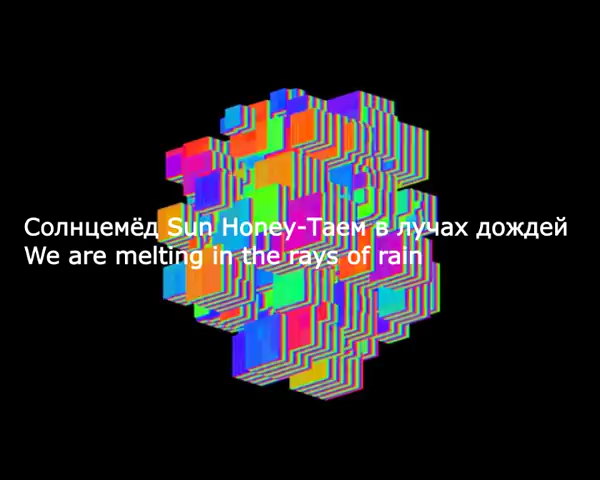 Солнцемёд Sun Honey-Таем в лучах дождей
We are melting in the rays of rain